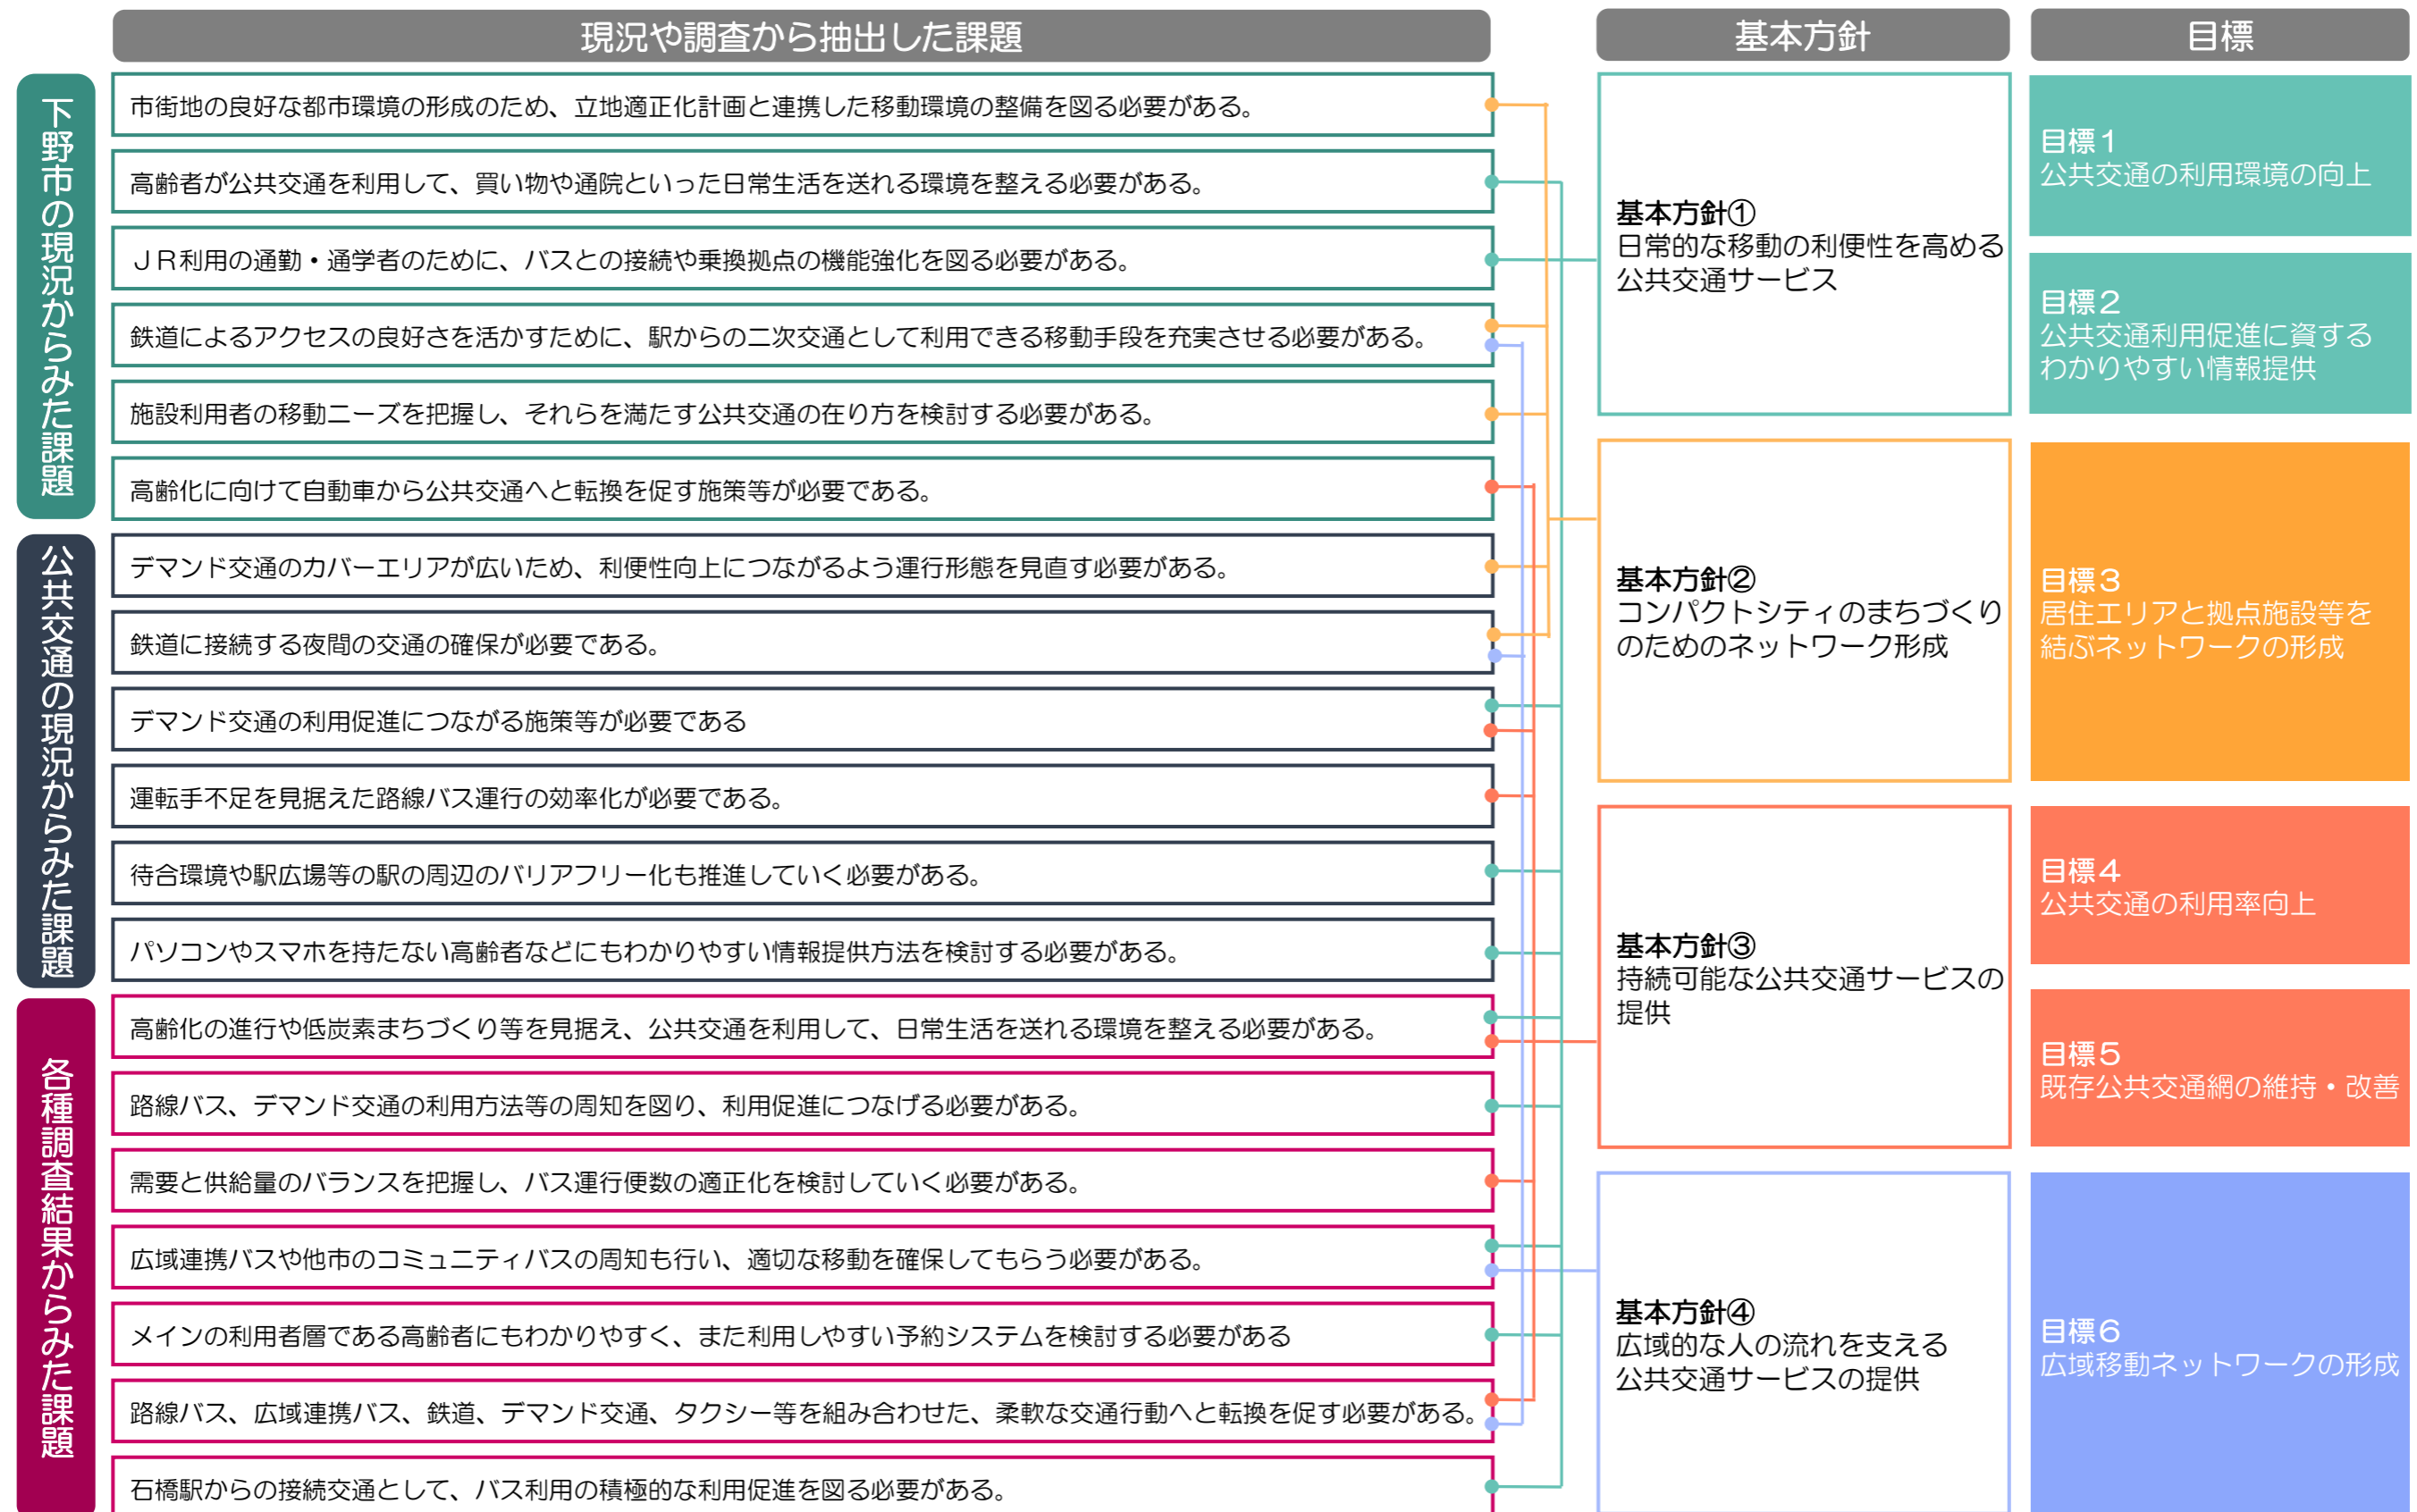 現況や調査から抽出した課題
基本方針
目標
下野市の現況からみた課題
市街地の良好な都市環境の形成のため、立地適正化計画と連携した移動環境の整備を図る必要がある。
高齢者が公共交通を利用して、買い物や通院といった日常生活を送れる環境を整える必要がある。
ＪＲ利用の通勤・通学者のために、バスとの接続や乗換拠点の機能強化を図る必要がある。
鉄道によるアクセスの良好さを活かすために、駅からの二次交通として利用できる移動手段を充実させる必要がある。
施設利用者の移動ニーズを把握し、それらを満たす公共交通の在り方を検討する必要がある。
高齢化に向けて自動車から公共交通へと転換を促す施策等が必要である。
公共交通の現況からみた課題
デマンド交通のカバーエリアが広いため、利便性向上につながるよう運行形態を見直す必要がある。
鉄道に接続する夜間の交通の確保が必要である。
デマンド交通の利用促進につながる施策等が必要である
運転手不足を見据えた路線バス運行の効率化が必要である。
待合環境や駅広場等の駅の周辺のバリアフリー化も推進していく必要がある。
パソコンやスマホを持たない高齢者などにもわかりやすい情報提供方法を検討する必要がある。
各種調査結果からみた課題
高齢化の進行や低炭素まちづくり等を見据え、公共交通を利用して、日常生活を送れる環境を整える必要がある。
路線バス、デマンド交通の利用方法等の周知を図り、利用促進につなげる必要がある。
需要と供給量のバランスを把握し、バス運行便数の適正化を検討していく必要がある。
広域連携バスや他市のコミュニティバスの周知も行い、適切な移動を確保してもらう必要がある。
メインの利用者層である高齢者にもわかりやすく、また利用しやすい予約システムを検討する必要がある
路線バス、広域連携バス、鉄道、デマンド交通、タクシー等を組み合わせた、柔軟な交通行動へと転換を促す必要がある。
石橋駅からの接続交通として、バス利用の積極的な利用促進を図る必要がある。
基本方針①
日常的な移動の利便性を高める
公共交通サービス
基本方針②
コンパクトシティのまちづくり
のためのネットワーク形成
基本方針③
持続可能な公共交通サービスの
提供
基本方針④
広域的な人の流れを支える
公共交通サービスの提供
目標１
公共交通の利用環境の向上
目標２
公共交通利用促進に資する
わかりやすい情報提供
目標３
居住エリアと拠点施設等を
結ぶネットワークの形成
目標４
公共交通の利用率向上
目標５
既存公共交通網の維持・改善
目標６
広域移動ネットワークの形成